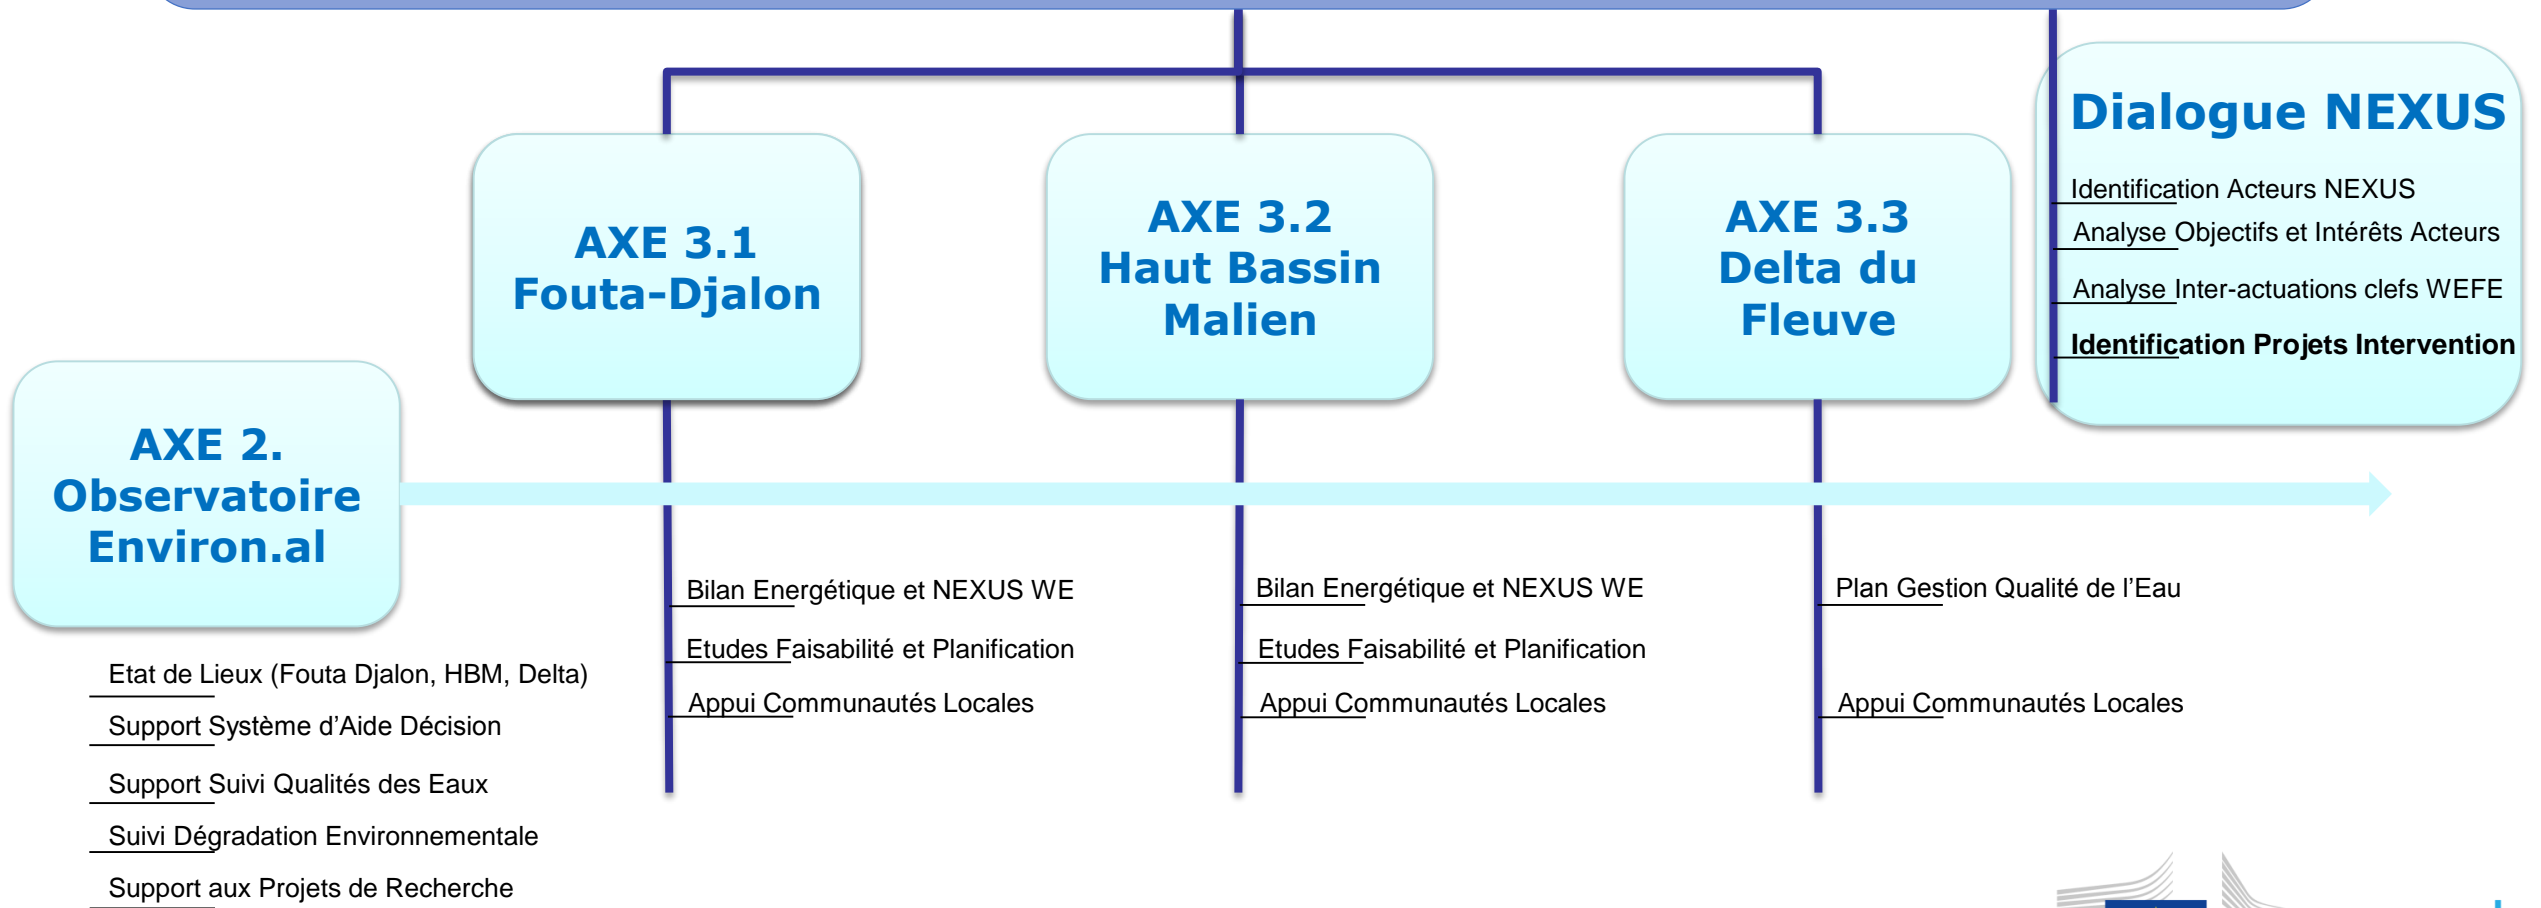 Dialogue NEXUS
Identification Acteurs NEXUS
Analyse Objectifs et Intérêts Acteurs
Analyse Inter-actuations clefs WEFE
Identification Projets Intervention
AXE 3.1
Fouta-Djalon
AXE 3.2
Haut Bassin
Malien
AXE 3.3
Delta du
Fleuve
AXE 2.
Observatoire
Environ.al
Etat de Lieux (Fouta Djalon, HBM, Delta)
Support Système d’Aide Décision
Support Suivi Qualités des Eaux
Suivi Dégradation Environnementale
Support aux Projets de Recherche
Bilan Energétique et NEXUS WE
Etudes Faisabilité et Planification
Appui Communautés Locales
Bilan Energétique et NEXUS WE
Etudes Faisabilité et Planification
Appui Communautés Locales
Plan Gestion Qualité de l’Eau
Appui Communautés Locales